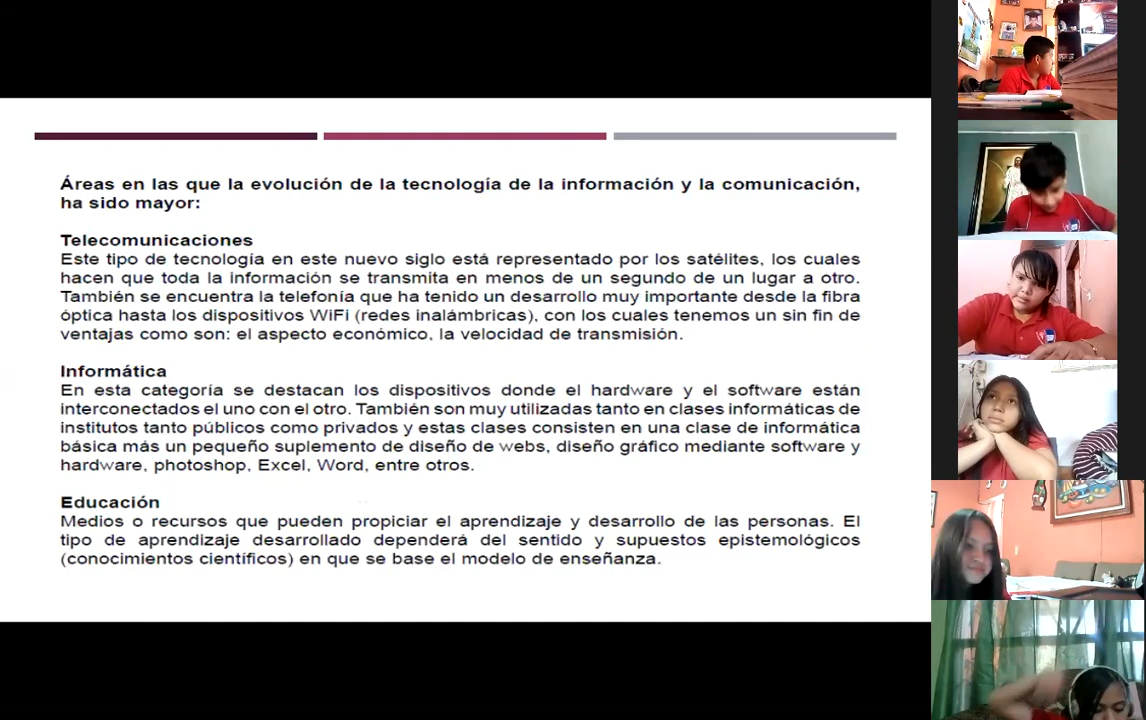 Áreas en las que la evolución de la tecnología de la información y la comunicación,
ha sido mayor:
Telecomunicaciones
Este tipo de tecnología en este nuevo siglo está representado por los satélites, los cuales
hacen que toda la información se transmita en menos de un segundo de un lugar a otro.
También se encuentra la telefonía que ha tenido un desarrollo muy importante desde la fibra
óptica hasta los dispositivos WiFi (redes inalámbricas), con los cuales tenemos un sin fin de
ventajas como son: el aspecto económico, la velocidad de transmisión.
Informática
En esta categoría se destacan los dispositivos donde el hardware y el software están
interconectados el uno con el otro. También son muy utilizadas tanto en clases informáticas de
institutos tanto públicos como privados y estas clases consisten en una clase de informática
básica más un pequeño suplemento de diseño de webs, diseño gráfico mediante software y
hardware, photoshop, Excel, Word, entre otros.
Educación
Medios o recursos que pueden propiciar el aprendizaje y desarrollo de las personas. El
tipo de aprendizaje desarrollado dependerá del sentido y supuestos epistemológicos
(conocimientos científicos) en que se base el modelo de enseñanza.